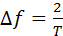 Δf = 2/T